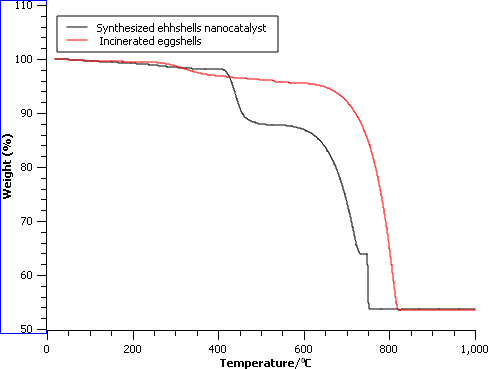 110
Synthesized ehhshells nanocatalyst
Incinerated eggshells
100
90
80
70
60
50
Weight (%)
0 200 400 600 800 1,000
Temperature/⁰C